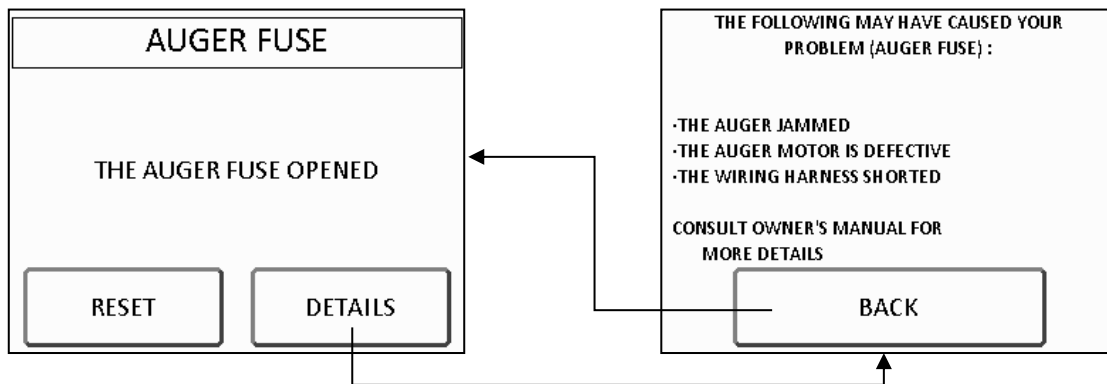 AUGER FUSE
THE AUGER FUSE OPENED
RESET
DETAILS
THE FOLLOWING MAY HAVE CAUSED YOUR
PROBLEM (AUGER FUSE) :
·THE AUGER JAMMED
·THE AUGER MOTOR IS DEFECTIVE
·THE WIRING HARNESS SHORTED
CONSULT OWNER'S MANUAL FOR
MORE DETAILS
BACK